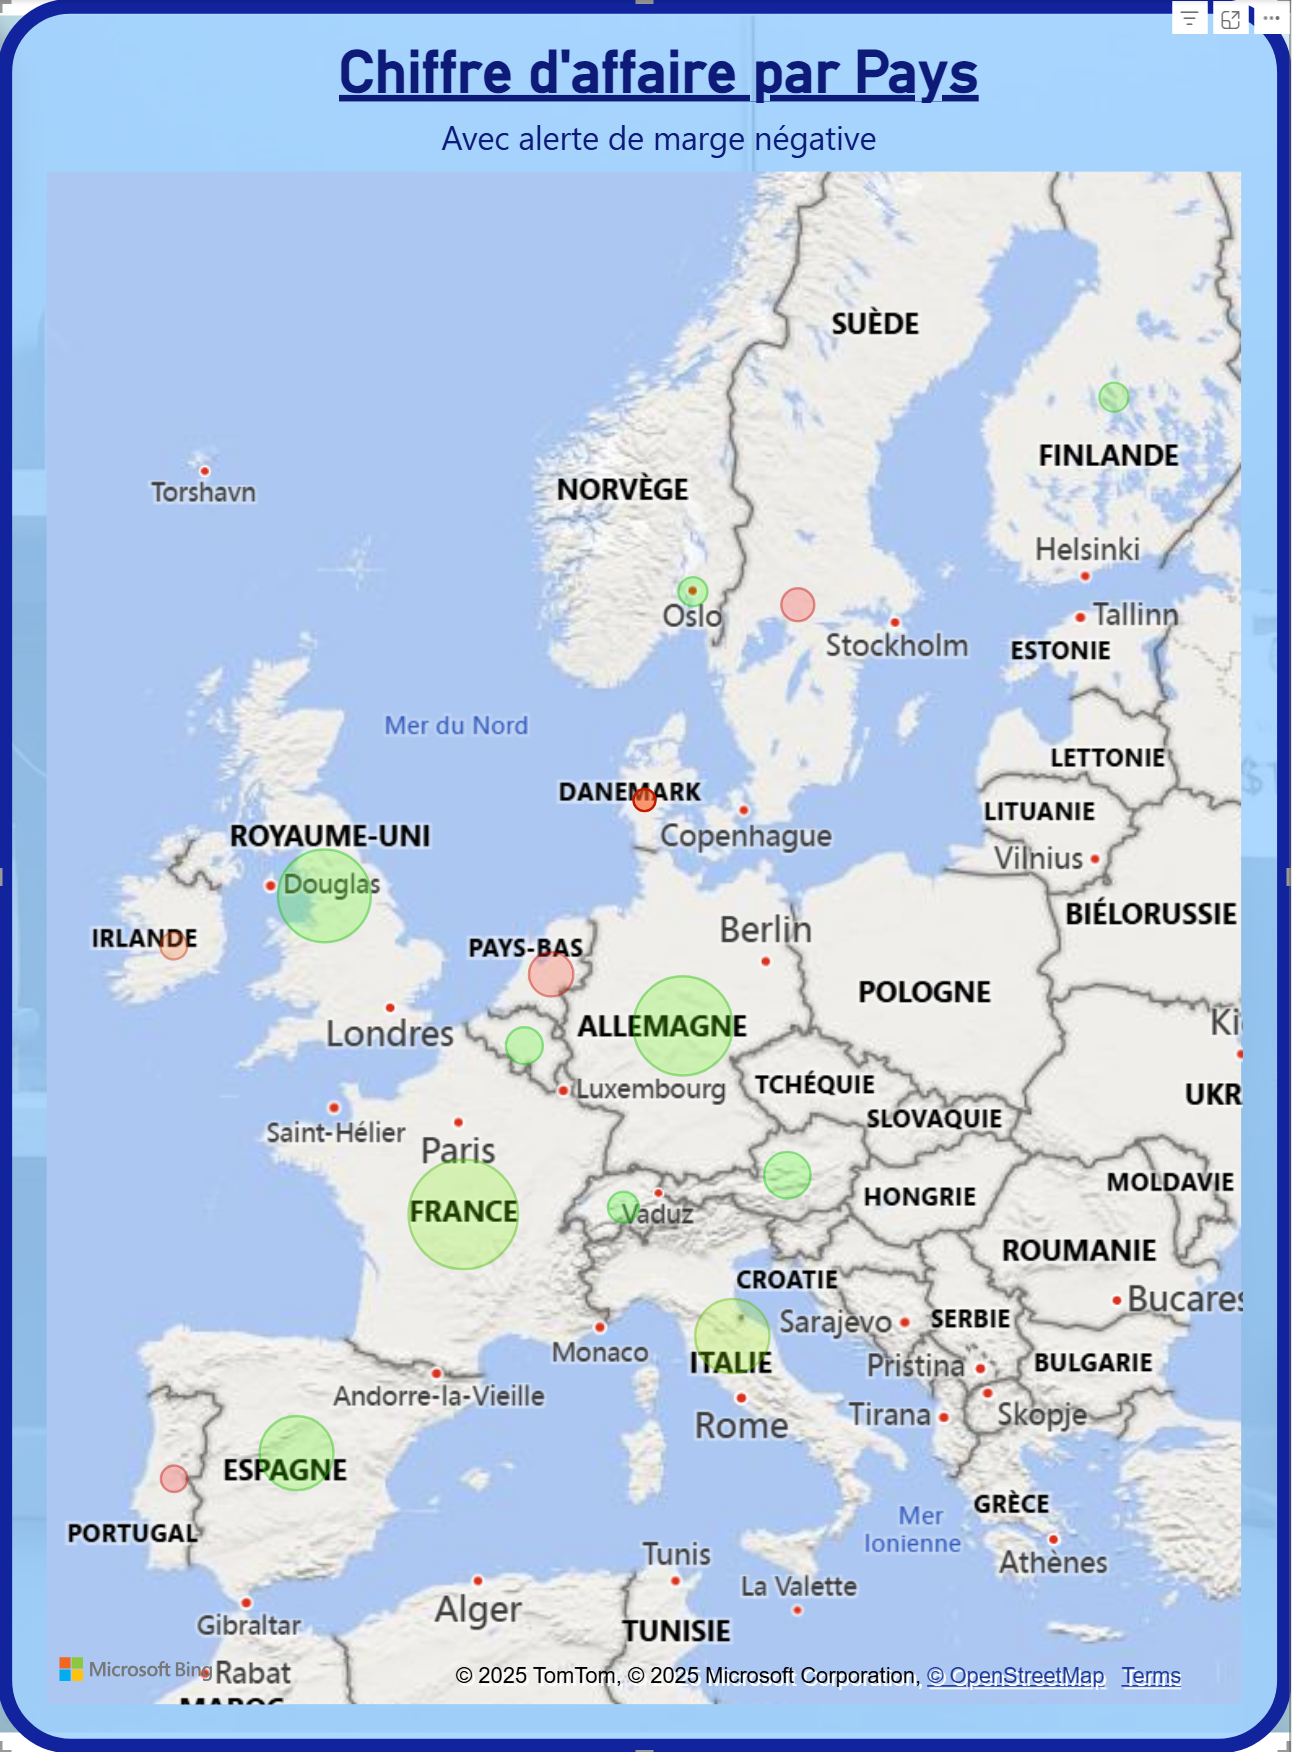 Chiffre d'affaire par Pays
Avec alerte de marge négative
SUÈDE
FINLANDE
Torshavn
NORVÈGE
Helsinki
Oslo
Tallinn
Stockholm
ESTONIE
Mer du Nord
LETTONIE
DANEMARK
LITUANIE
ROYAUME-UNI
Copenhague
Vilnius
Douglas
BIÉLORUSSIE
Berlin
IRLANDE
PAYS-BAS
POLOGNE
Ki
ALLEMAGNE
Londres
TCHÉQUIE
Luxembourg
UKR
SLOVAQUIE
Saint-Hélier
Paris
MOLDAVIE
HONGRIE
FRANCE
Vaduz
ROUMANIE
CROATIE
Bucares
Sarajevo
SERBIE
Monaco
ITALIE
Pristina
BULGARIE
Andorre-la-Vieille
Rome
Tirana
Skopje
ESPAGNE
GRÈCE
Mer
Ionienne
PORTUGAL
Tunis
Athènes
La Valette
Alger
Gibraltar
TUNISIE
Microsoft Bing
Rabat
© 2025 TomTom, © 2025 Microsoft Corporation, © OpenStreetMap Terms
MAROC